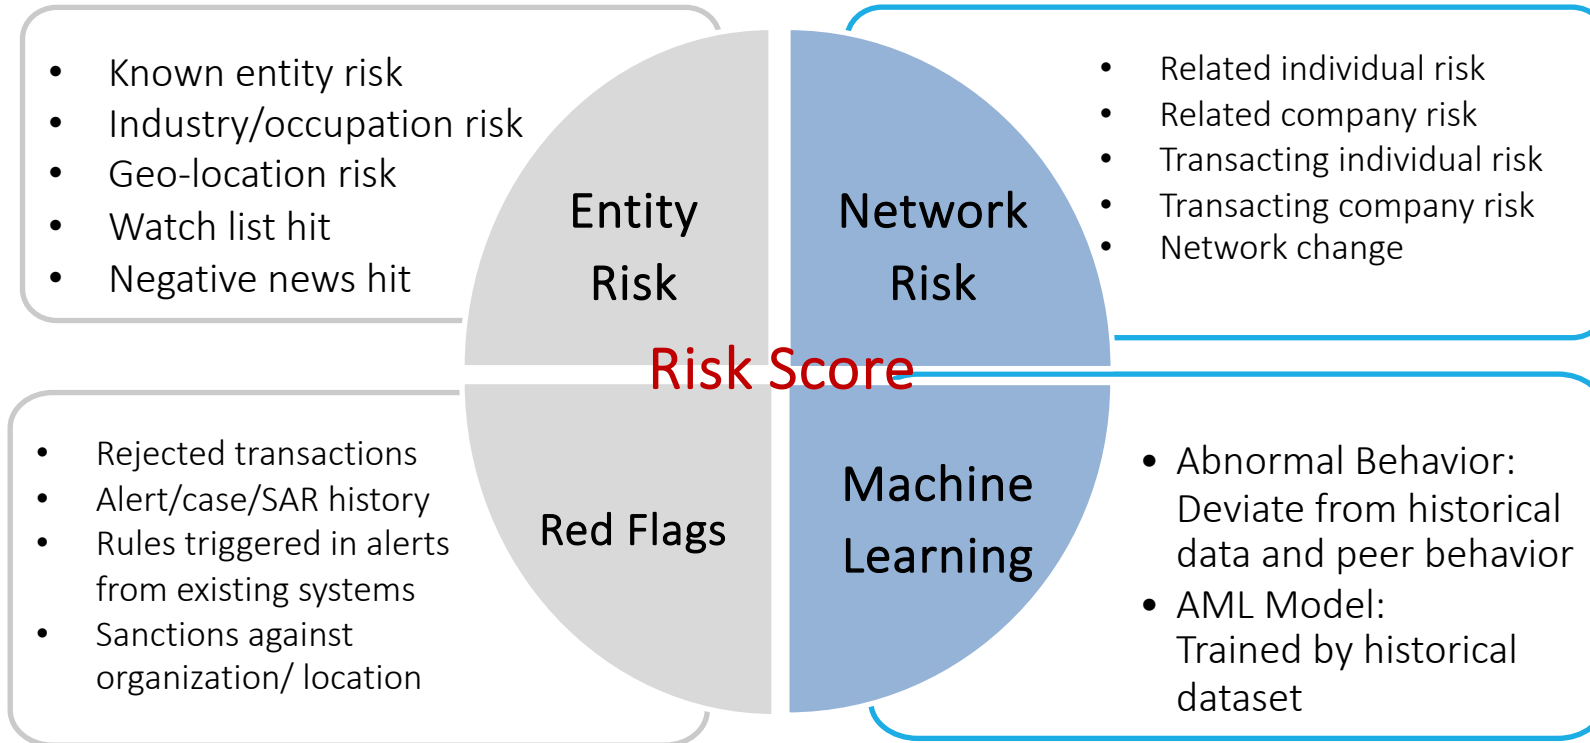 • Known entity risk
• Industry/occupation risk
• Geo-location risk
• Watch list hit
• Negative news hit
Entity
Risk
Network
Risk
• Related individual risk
• Related company risk
• Transacting individual risk
• Transacting company risk
• Network change
Risk Score
• Rejected transactions
• Alert/case/SAR history
• Rules triggered in alerts
from existing systems
• Sanctions against
organization/ location
Red Flags
Machine
Learning
• Abnormal Behavior:
Deviate from historical
data and peer behavior
• AML Model:
Trained by historical
dataset